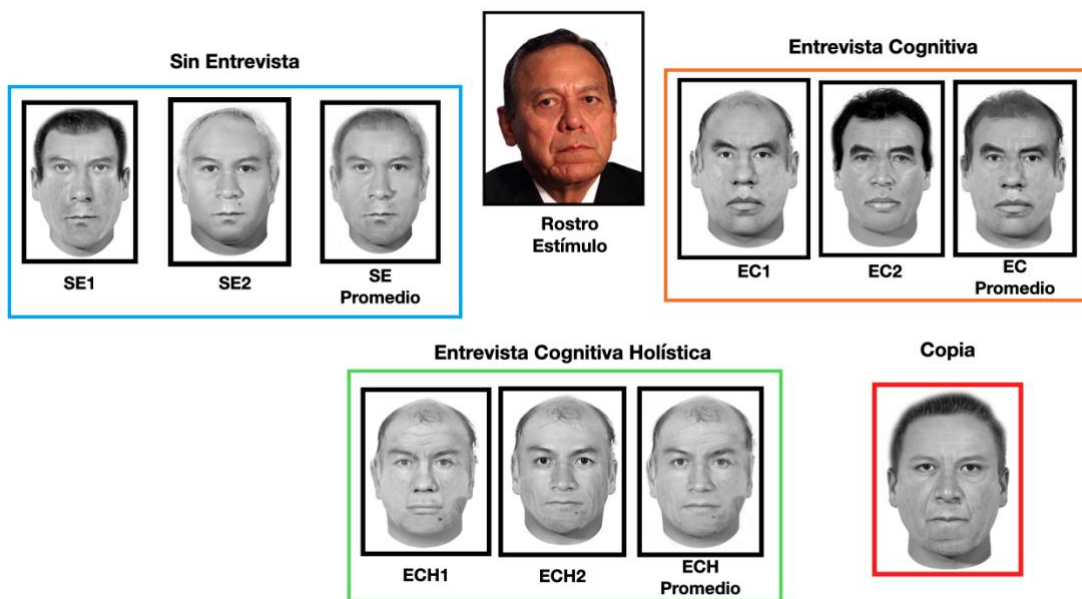 Sin Entrevista
SE1
SE2
SE
Promedio
Rostro
Estímulo
Entrevista Cognitiva
EC1
EC2
EC
Promedio
Entrevista Cognitiva Holística
ECH1
ECH2
ECH
Promedio
Copia